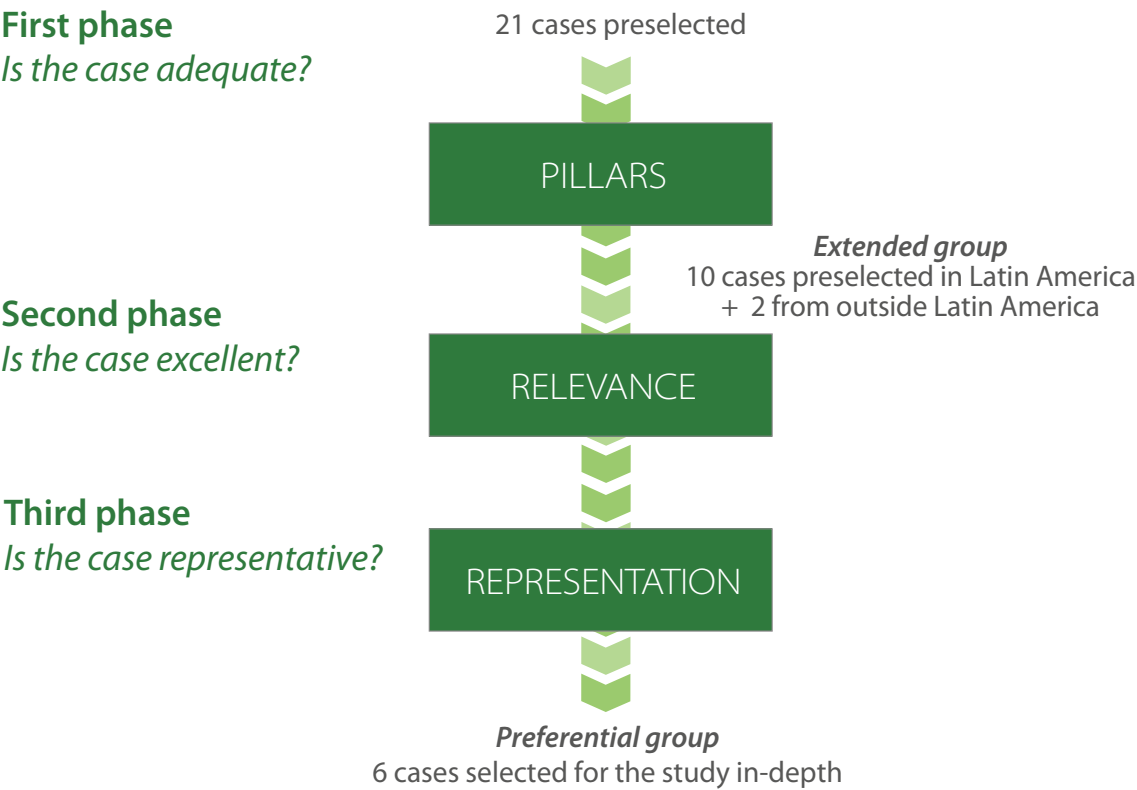 First phase
Is the case adequate?
21 cases preselected
PILLARS
Extended group
10 cases preselected in Latin America
+ 2 from outside Latin America
Second phase
Is the case excellent?
RELEVANCE
Third phase
Is the case representative?
REPRESENTATION
Preferential group
6 cases selected for the study in-depth